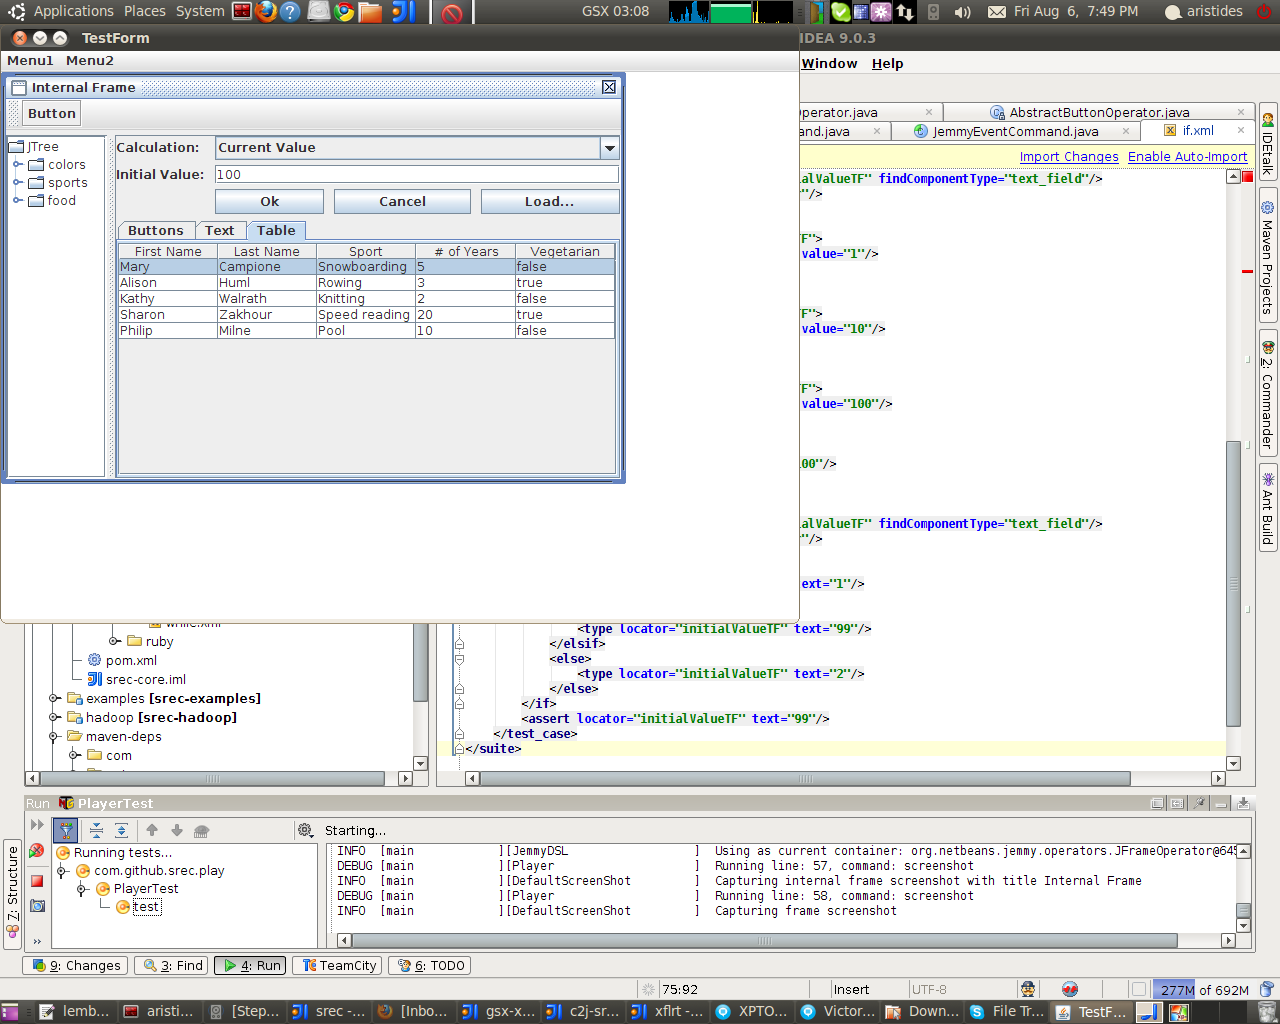 Applications Places System GSX 03:08 Fri Aug 6, 7:49 PM aristides
TestForm IDEA 9.0.3
Menu1 Menu2 Window Help
Internal Frame
Button
perator.java AbstractButtonOperator.java
and.java JemmyEventCommand.java if.xml
Import Changes Enable Auto-Import
JTree
colors
sports
food
Calculation: Current Value
Initial Value: 100
Ok Cancel Load...
Buttons Text Table
First Name Last Name Sport # of Years Vegetarian
Mary Campione Snowboarding 5 false
Alison Huml Rowing 3 true
Kathy Walrath Knitting 2 false
Sharon Zakhour Speed reading 20 true
Philip Milne Pool 10 false
ialValueTF" findComponentType="text_field"/>
"/>
F">
value="1"/>
F">
value="10"/>
F">
value="100"/>
00"/>
ialValueTF" findComponentType="text_field"/>
"/>
ext="1"/>
<type locator="initialValueTF" text="99"/>
</elsif>
<else>
<type locator="initialValueTF" text="2"/>
</else>
</if>
<assert locator="initialValueTF" text="99"/>
</test_case>
</suite>
IDEtalk
Maven Projects
2: Commander
Ant Build
while.xml
ruby
pom.xml
srec-core.iml
examples [srec-examples]
hadoop [srec-hadoop]
maven-deps
com
Run PlayerTest
Starting...
Running tests...
com.github.srec.play
PlayerTest
test
INFO [main ][JemmyDSL ] Using as current container: org.netbeans.jemmy.operators.JFrameOperator@645
DEBUG [main ][Player ] Running line: 57, command: screenshot
INFO [main ][DefaultScreenShot ] Capturing internal frame screenshot with title Internal Frame
DEBUG [main ][Player ] Running line: 58, command: screenshot
INFO [main ][DefaultScreenShot ] Capturing frame screenshot
7: Structure
9: Changes 3: Find 4: Run TeamCity 6: TODO
75:92 Insert UTF-8 277M of 692M
lemb... aristi... [Step... srec -... [Inbo... gsx-x... c2j-sr... xflrt -... XPTO... Victor... Down... File Tr... TestF...